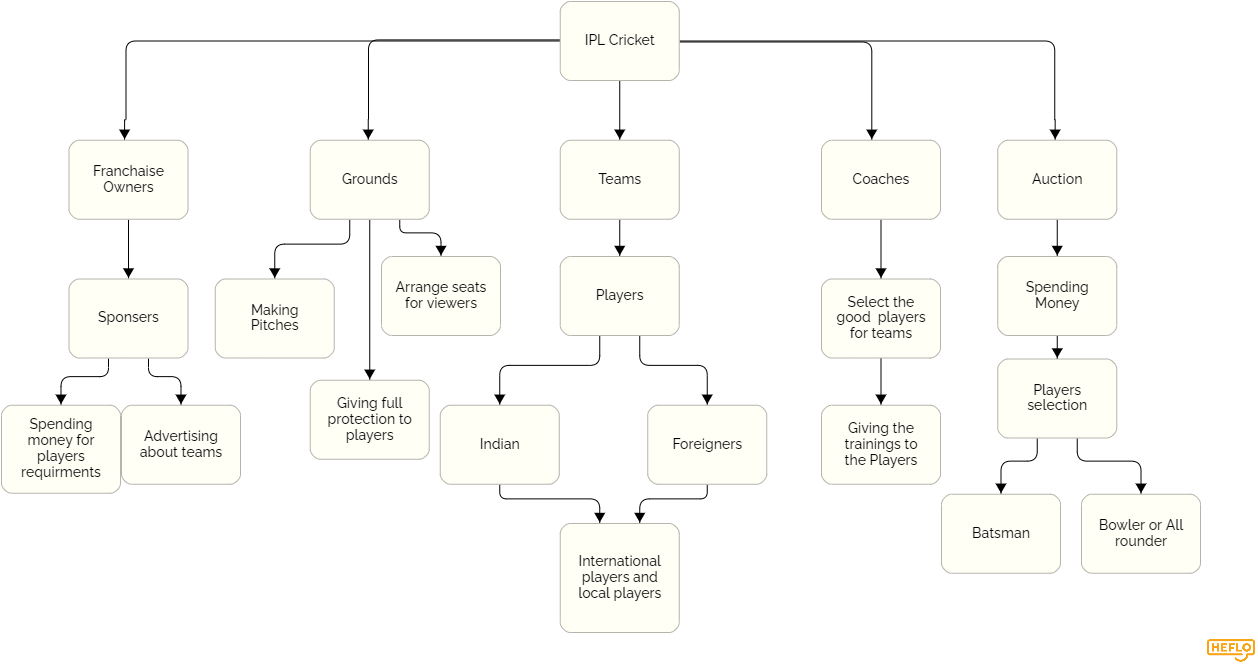 IPL Cricket
Franchaise
Owners
Grounds
Teams
Coaches
Auction
Sponsers
Making
Pitches
Arrange seats
for viewers
Players
Select the
good  players
for teams
Spending
Money
Spending
money for
players
requirments
Advertising
about teams
Giving full
protection to
players
Indian
Foreigners
Giving the
trainings to
the Players
Players
selection
Batsman
Bowler or All
rounder
International
players and
local players
HEFLO